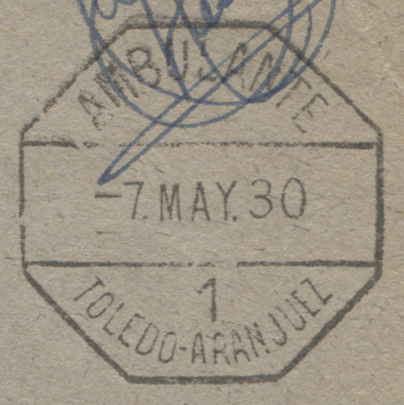 AMBULANTE
-7.MAY.30
1
TOLEDO-ARANJUEZ